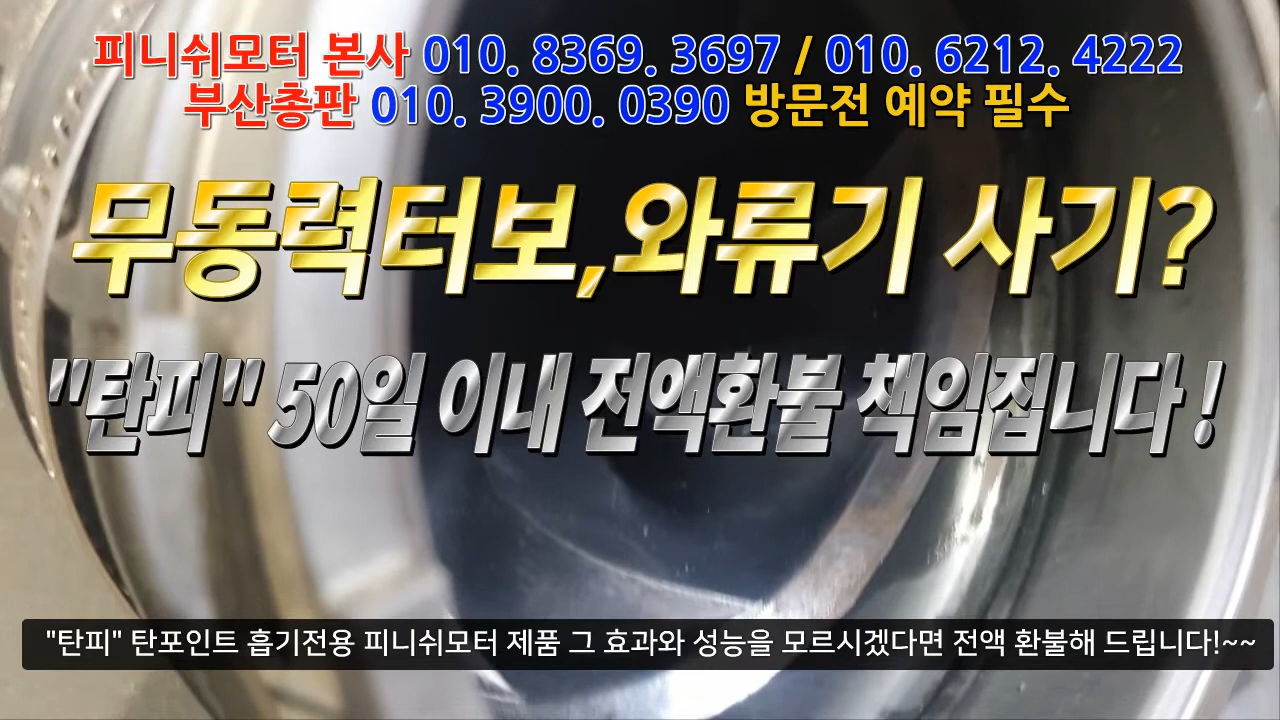 피니쉬모터 본사 010. 8369. 3697 / 010. 6212. 4222
부산총판 010. 3900. 0390 방문전 예약 필수
무동력터보,와류기 사기?
"탄피" 50일 이내 전액환불 책임집니다!
"탄피" 탄포인트 흡기전용 피니쉬모터 제품 그 효과와 성능을 모르시겠다면 전액 환불해 드립니다!~~